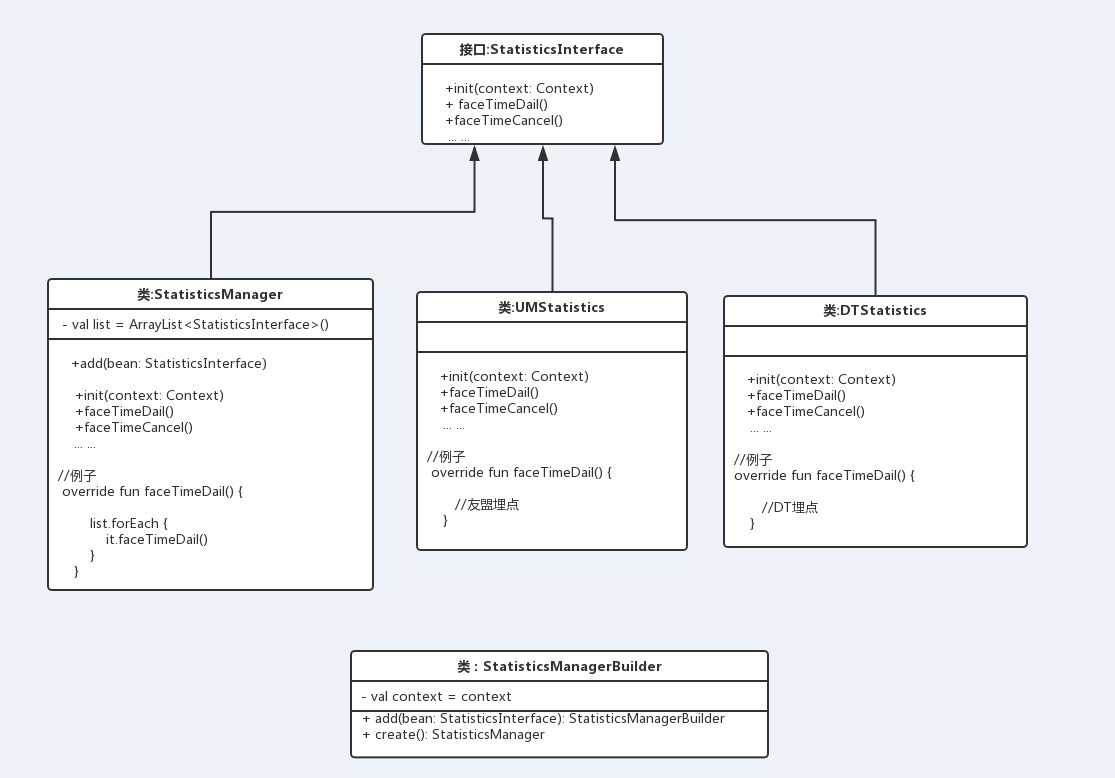 接口:StatisticsInterface
+init(context: Context)
+ faceTimeDail()
+faceTimeCancel()
... ...
类:StatisticsManager
- val list = ArrayList<StatisticsInterface>()
+add(bean: StatisticsInterface)
+init(context: Context)
+faceTimeDail()
+faceTimeCancel()
... ...
//例子
override fun faceTimeDail() {
list.forEach {
it.faceTimeDail()
}
}
类:UMStatistics
+init(context: Context)
+faceTimeDail()
+faceTimeCancel()
... ...
//例子
override fun faceTimeDail() {
//友盟埋点
}
类:DTStatistics
+init(context: Context)
+faceTimeDail()
+faceTimeCancel()
... ...
//例子
override fun faceTimeDail() {
//DT埋点
}
类：StatisticsManagerBuilder
- val context = context
+ add(bean: StatisticsInterface): StatisticsManagerBuilder
+ create(): StatisticsManager